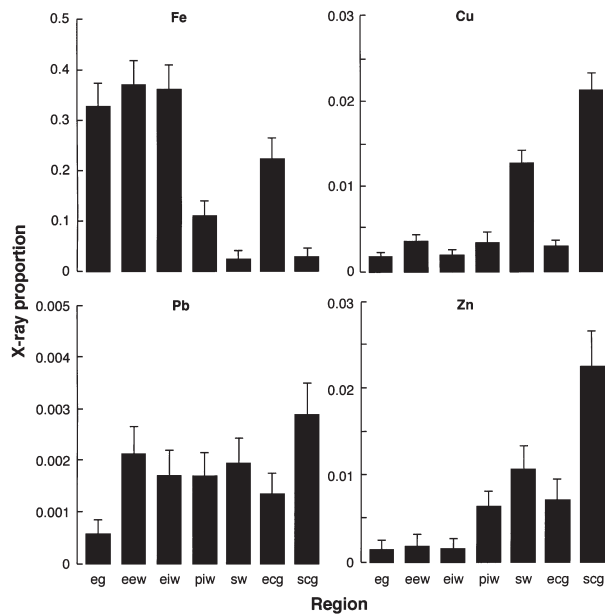 Fe
0.5
0.4
0.3
0.2
0.1
0
Cu
0.03
0.02
0.01
0
X-ray proportion
Pb
0.005
0.004
0.003
0.002
0.001
0
eg eew eiw piw sw ecg scg
Zn
0.03
0.02
0.01
0
eg eew eiw piw sw ecg scg
Region